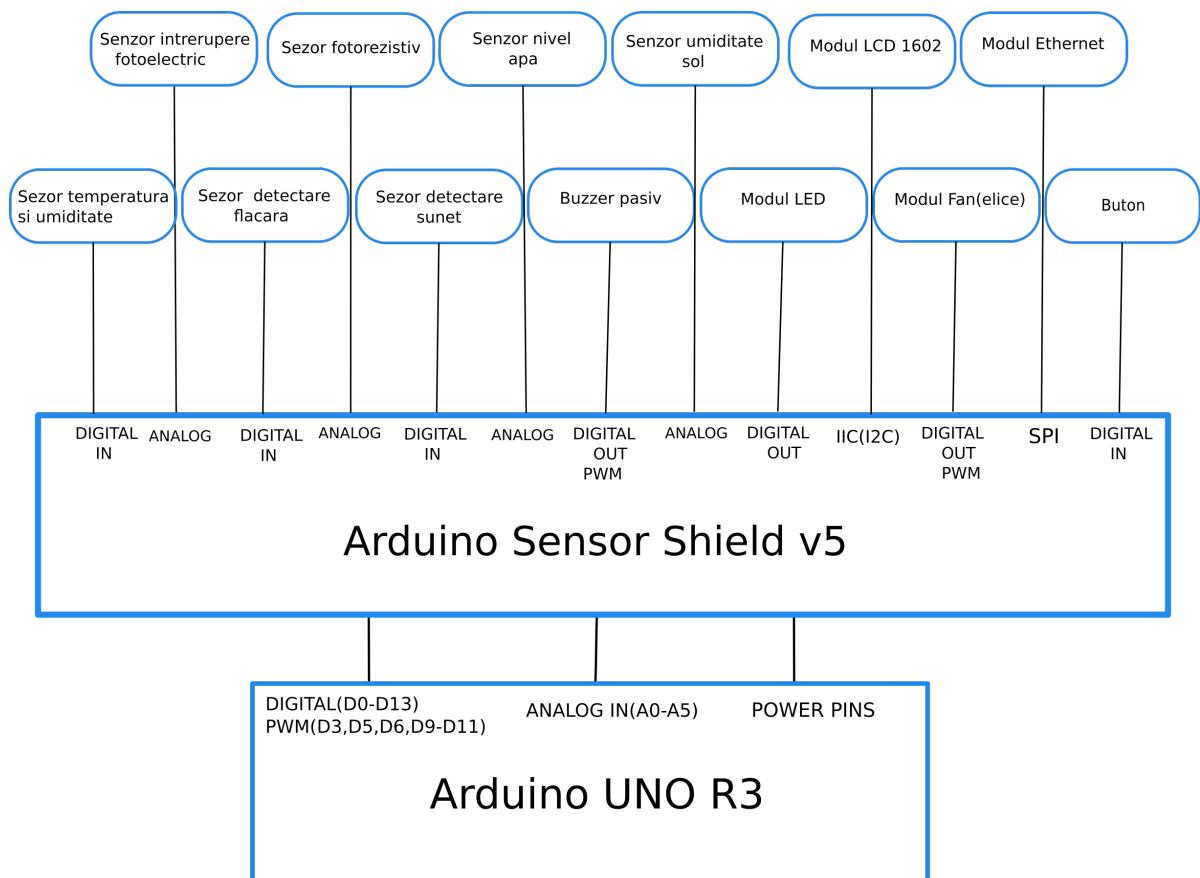 Senzor intrerupere
fotoelectric
Sezor fotorezistiv
Senzor nivel
apa
Senzor umiditate
sol
Modul LCD 1602
Modul Ethernet
Sezor temperatura
si umiditate
Sezor  detectare
flacara
Sezor detectare
sunet
Buzzer pasiv
Modul LED
Modul Fan(elice)
Buton
DIGITAL
IN
ANALOG
DIGITAL
IN
ANALOG
DIGITAL
IN
ANALOG
DIGITAL
OUT
PWM
ANALOG
DIGITAL
OUT
IIC(I2C)
DIGITAL
OUT
PWM
SPI
DIGITAL
IN
Arduino Sensor Shield v5
DIGITAL(D0-D13)
PWM(D3,D5,D6,D9-D11)
ANALOG IN(A0-A5)
POWER PINS
Arduino UNO R3